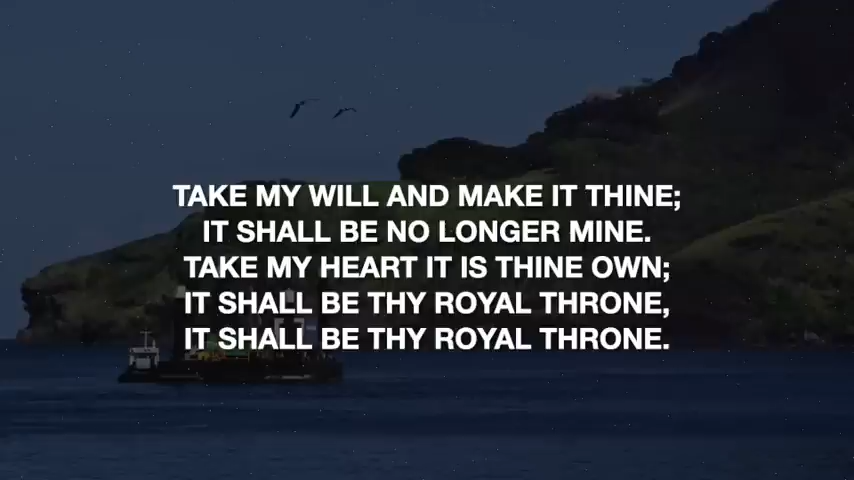 TAKE MY WILL AND MAKE IT THINE;
IT SHALL BE NO LONGER MINE.
TAKE MY HEART IT IS THINE OWN;
IT SHALL BE THY ROYAL THRONE,
IT SHALL BE THY ROYAL THRONE.